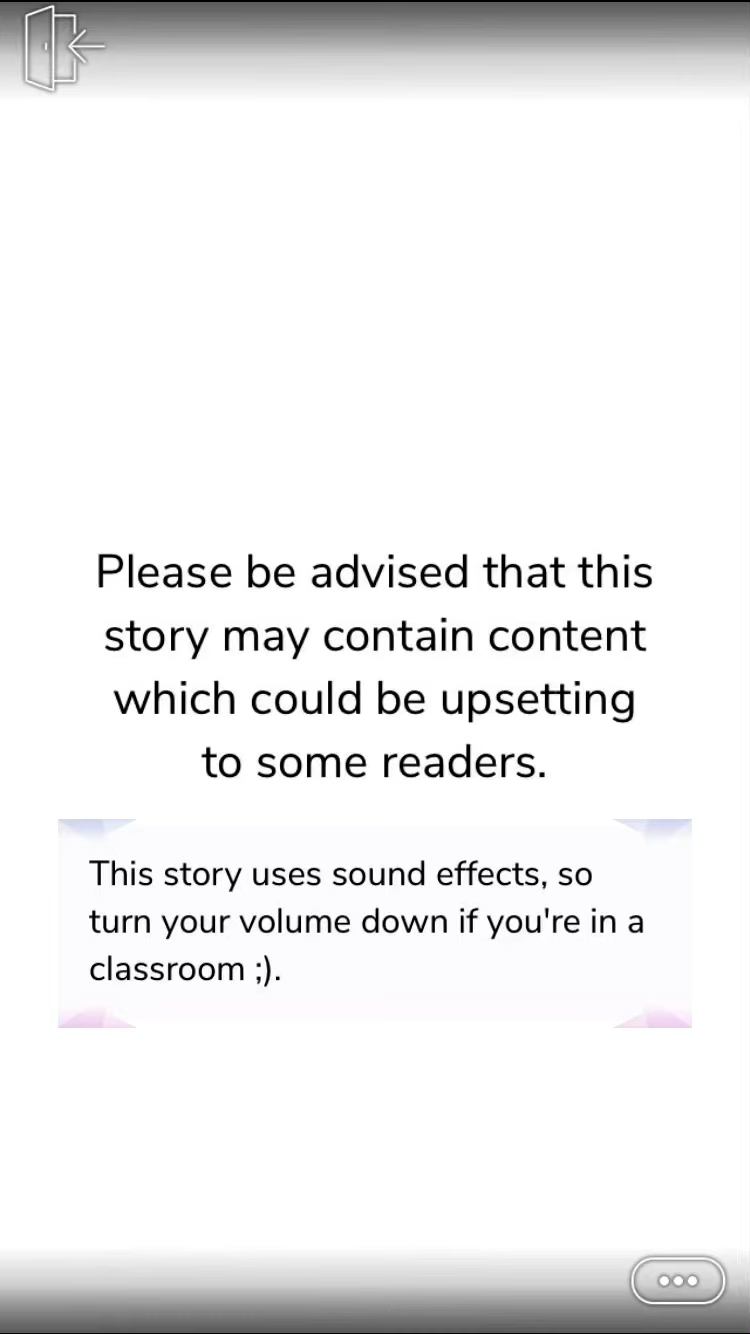 Please be advised that this
story may contain content
which could be upsetting
to some readers.
This story uses sound effects, so
turn your volume down if you're in a
classroom ;).